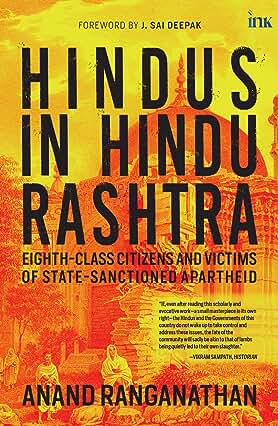 FOREWORD BY J. SAI DEEPAK
ink
HINDUS
IN HINDU
RASHTRA
EIGHTH-CLASS CITIZENS AND VICTIMS
OF STATE-SANCTIONED APARTHEID
"If, even after reading this scholarly and
evocative work—a small masterpiece in its own
right—the Hindus and the Governments of this
country do not wake up to take control and
address these issues, the fate of the
community will sadly be akin to that of lambs
being quietly led to their own slaughter."
—VIKRAM SAMPATH, HISTORIAN
ANAND RANGANATHAN